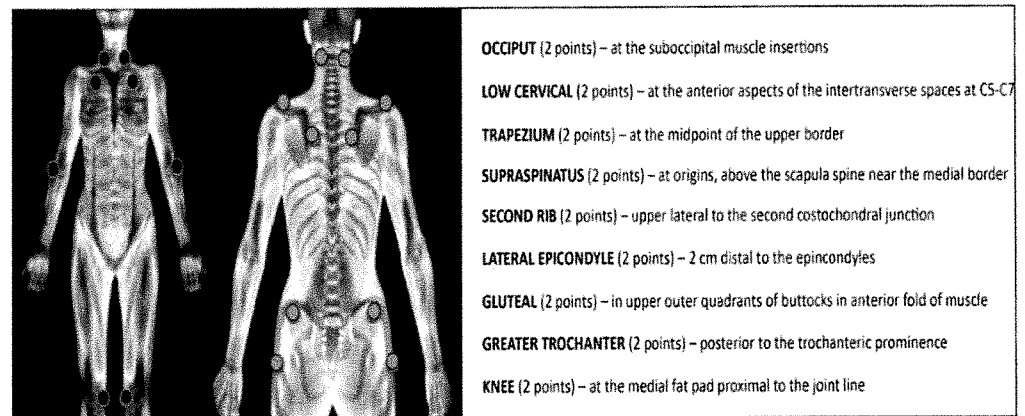 OCCIPUT (2 points) – at the suboccipital muscle insertions
LOW CERVICAL (2 points) – at the anterior aspects of the intertransverse spaces at C5-C7
TRAPEZIUM (2 points) – at the midpoint of the upper border
SUPRASPINATUS (2 points) – at origins, above the scapula spine near the medial border
SECOND RIB (2 points) – upper lateral to the second costochondral junction
LATERAL EPICONDYLE (2 points) – 2 cm distal to the epincondyles
GLUTEAL (2 points) – in upper outer quadrants of buttocks in anterior fold of muscle
GREATER TROCHANTER (2 points) – posterior to the trochanteric prominence
KNEE (2 points) – at the medial fat pad proximal to the joint line